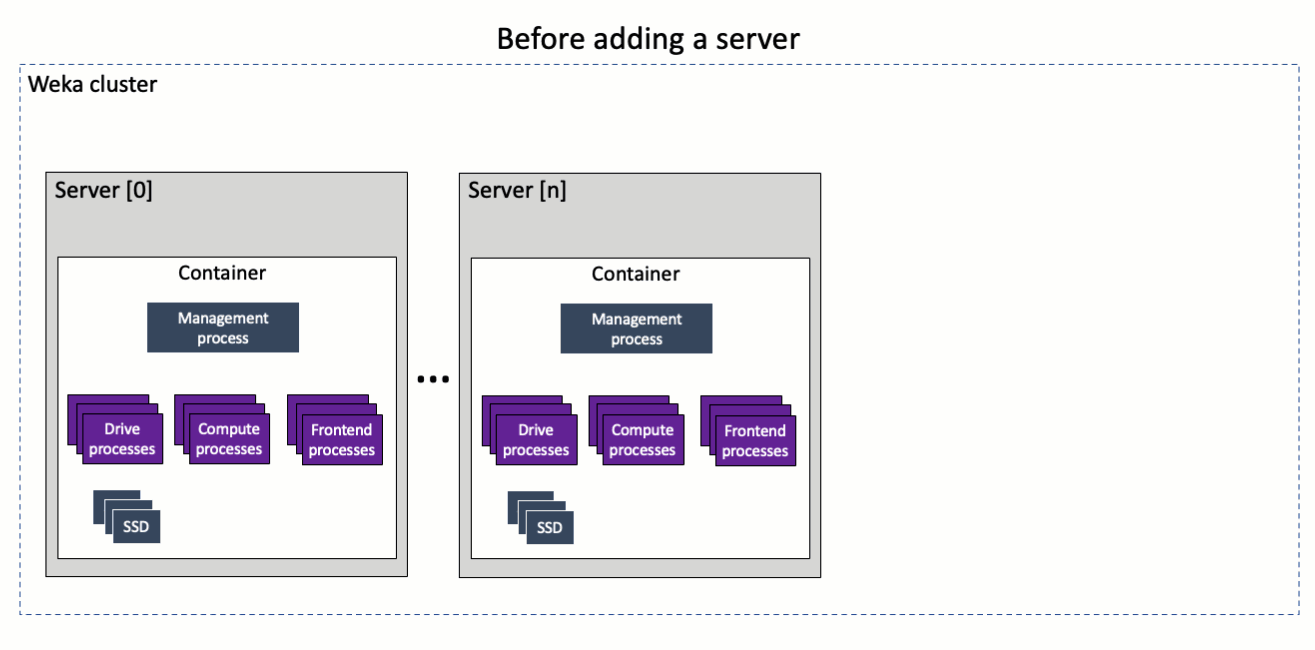 Before adding a server
Weka cluster
Server [0]
Container
Management
process
Drive
processes
Compute
processes
Frontend
processes
SSD
...
Server [n]
Container
Management
process
Drive
processes
Compute
processes
Frontend
processes
SSD